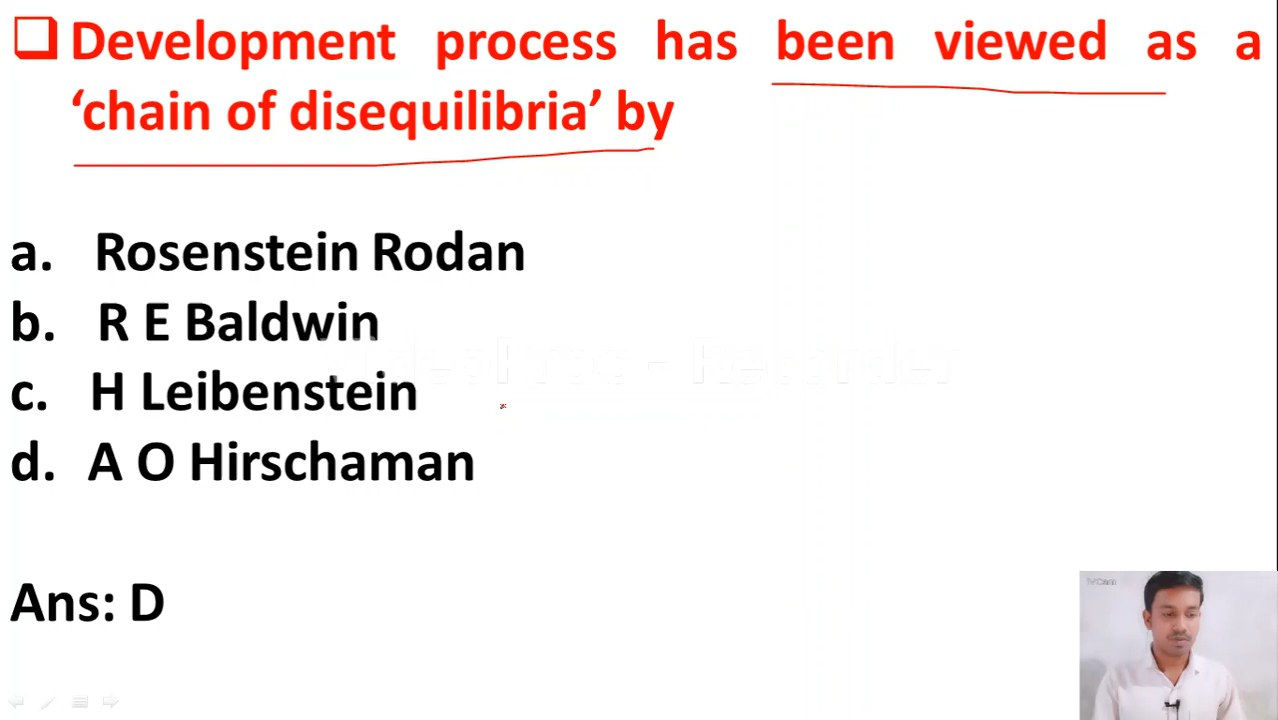 Development process has been viewed as a
‘chain of disequilibria’ by
a. Rosenstein Rodan
b. R E Baldwin
c. H Leibenstein
d. A O Hirschaman
Ans: D